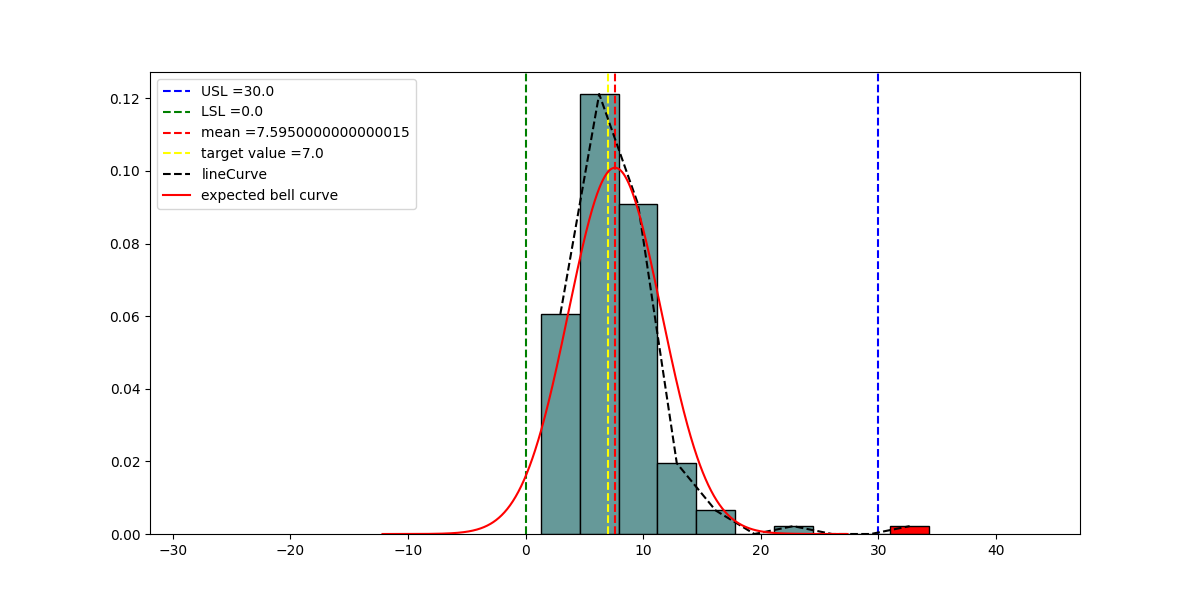 USL =30.0
LSL =0.0
mean =7.5950000000000015
target value =7.0
lineCurve
expected bell curve
0.12
0.10
0.08
0.06
0.04
0.02
0.00
−30
−20
−10
0
10
20
30
40